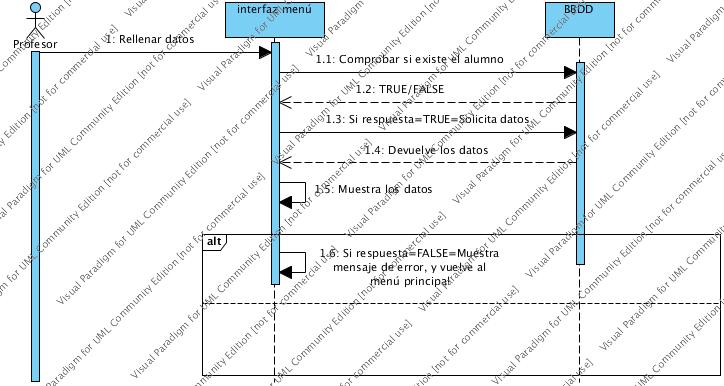 interfaz menú
BBDD
Profesor
1: Rellenar datos
1.1: Comprobar si existe el alumno
1.2: TRUE/FALSE
1.3: Si respuesta=TRUE=Solicita datos
1.4: Devuelve los datos
1.5: Muestra los datos
alt
1.6: Si respuesta=FALSE=Muestra
mensaje de error, y vuelve al
menú principal
Visual Paradigm for UML Community Edition [not for commercial use]